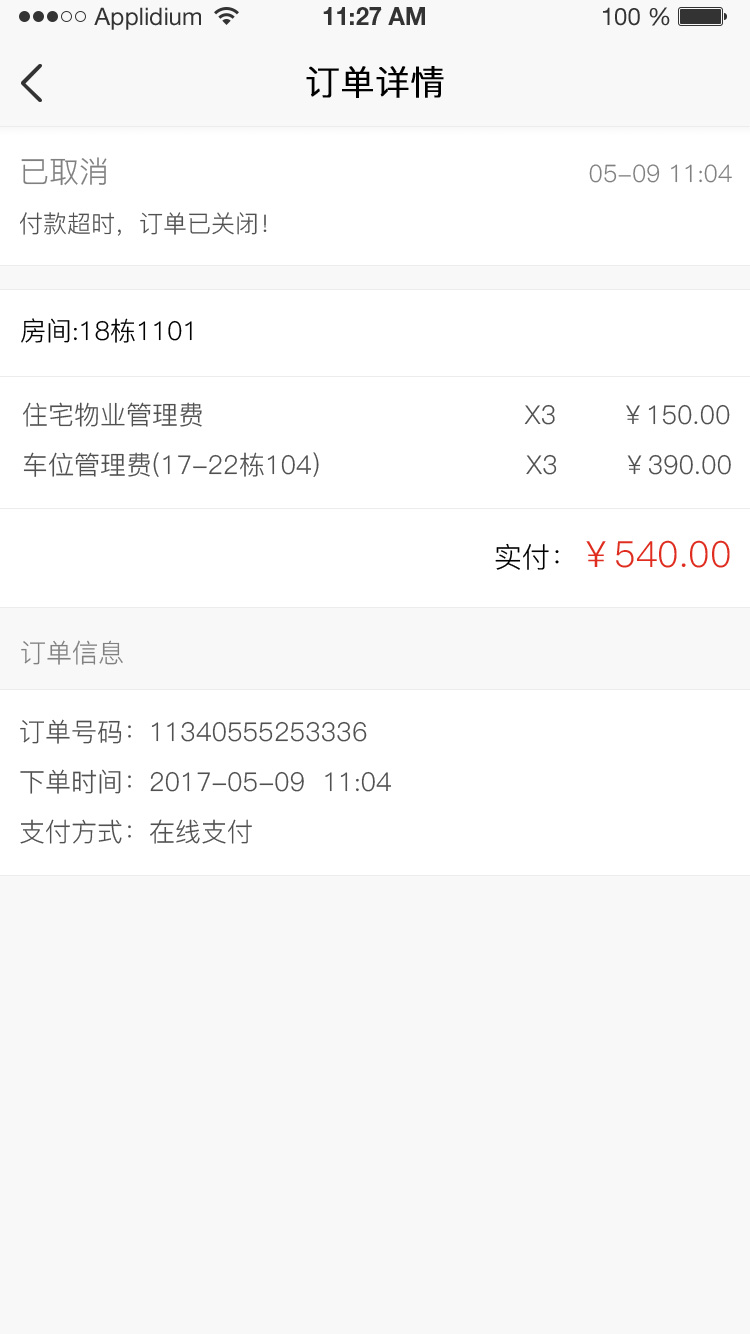 Applidium 11:27 AM 100 %
订单详情
已取消 05-09 11:04
付款超时，订单已关闭！
房间:18栋1101
住宅物业管理费 X3 ￥150.00
车位管理费(17-22栋104) X3 ￥390.00
实付： ￥540.00
订单信息
订单号码：11340555253336
下单时间：2017-05-09 11:04
支付方式：在线支付